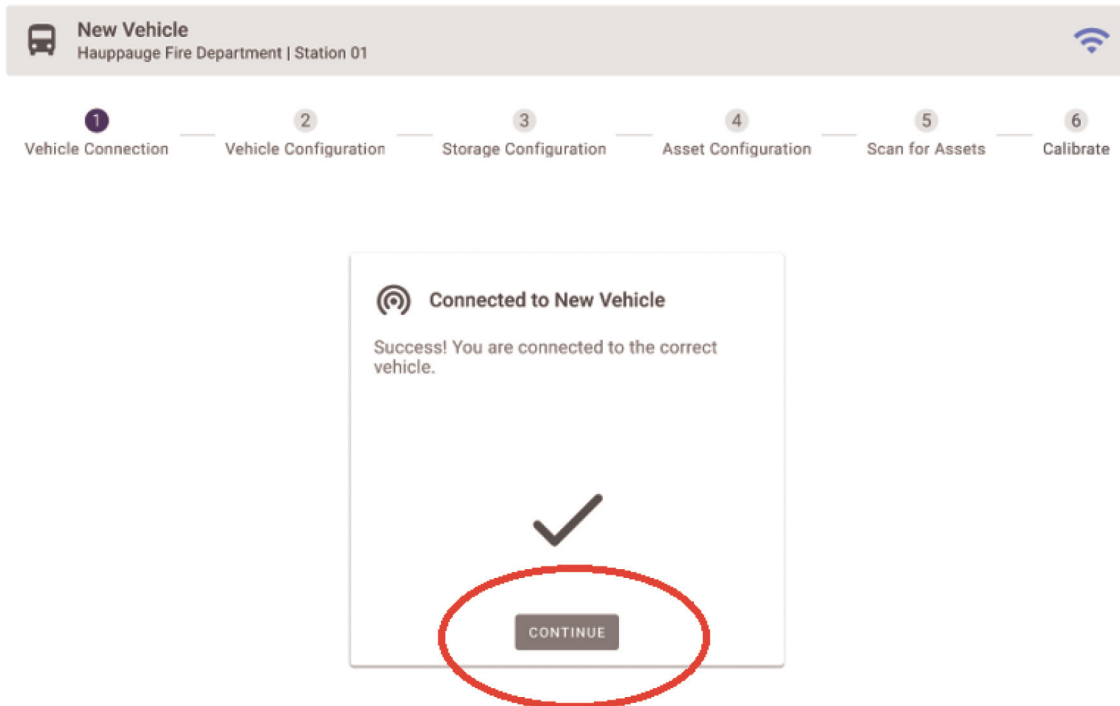 New Vehicle
Hauppauge Fire Department | Station 01
1 2 3 4 5 6
Vehicle Connection Vehicle Configuration Storage Configuration Asset Configuration Scan for Assets Calibrate
Connected to New Vehicle
Success! You are connected to the correct
vehicle.
CONTINUE